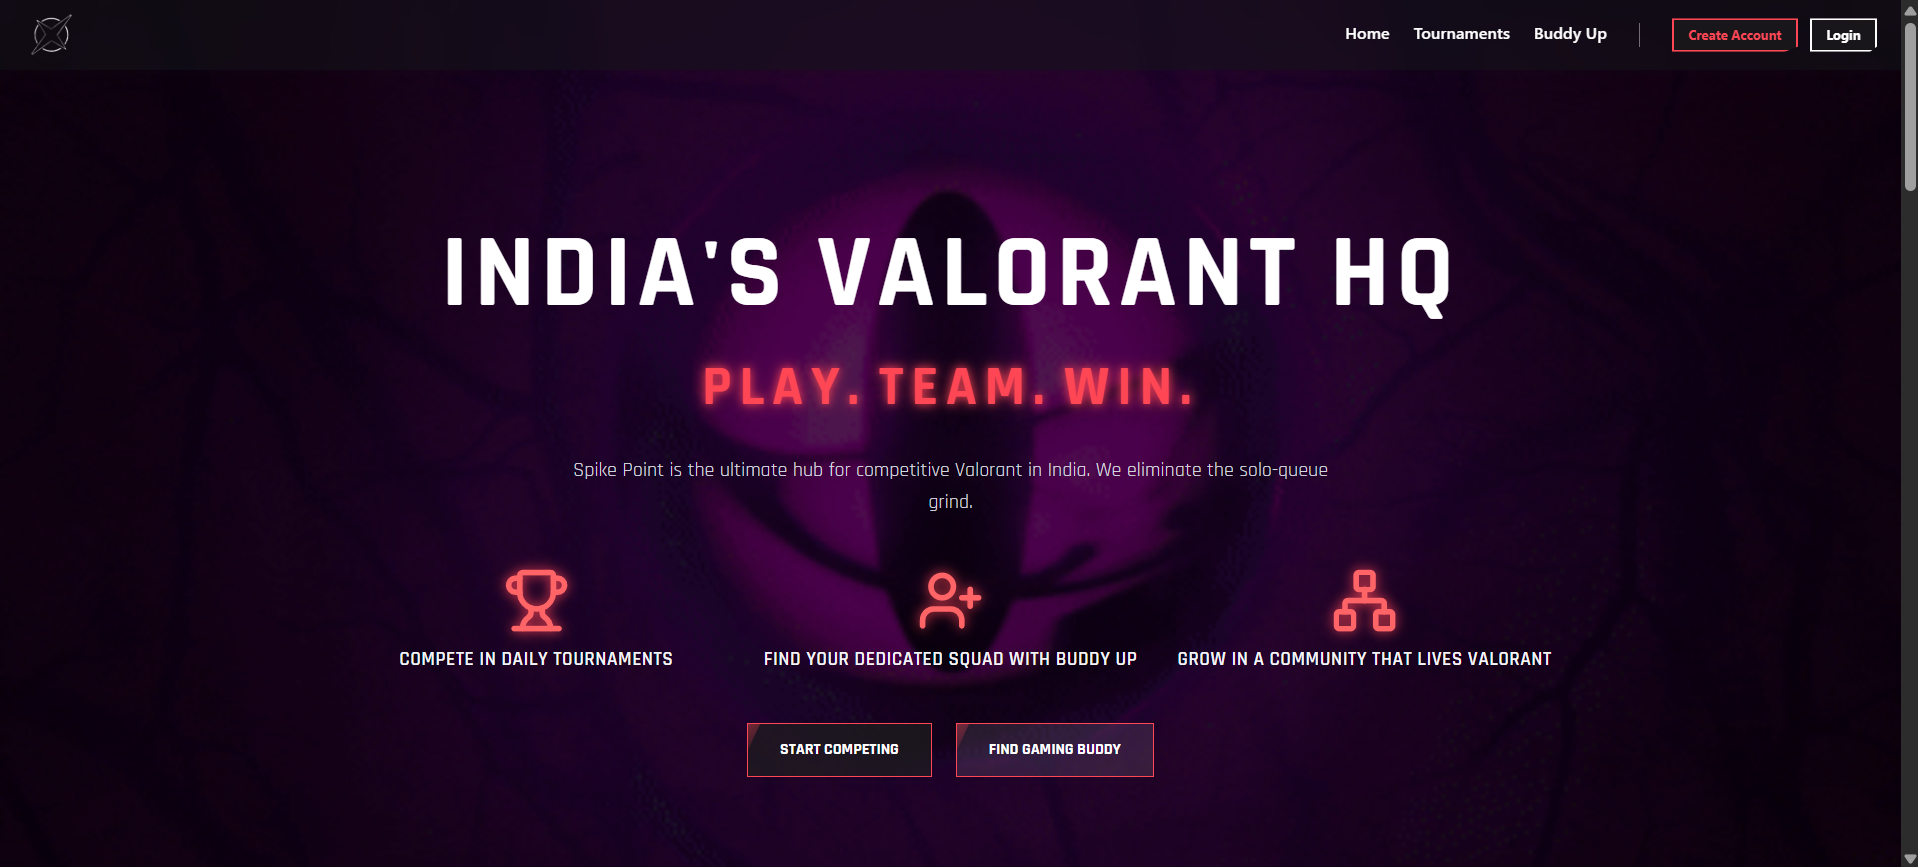 Home
Tournaments
Buddy Up
Create Account
Login
INDIA'S VALORANT HQ
PLAY. TEAM. WIN.
Spike Point is the ultimate hub for competitive Valorant in India. We eliminate the solo-queue
grind.
COMPETE IN DAILY TOURNAMENTS
FIND YOUR DEDICATED SQUAD WITH BUDDY UP
GROW IN A COMMUNITY THAT LIVES VALORANT
START COMPETING
FIND GAMING BUDDY